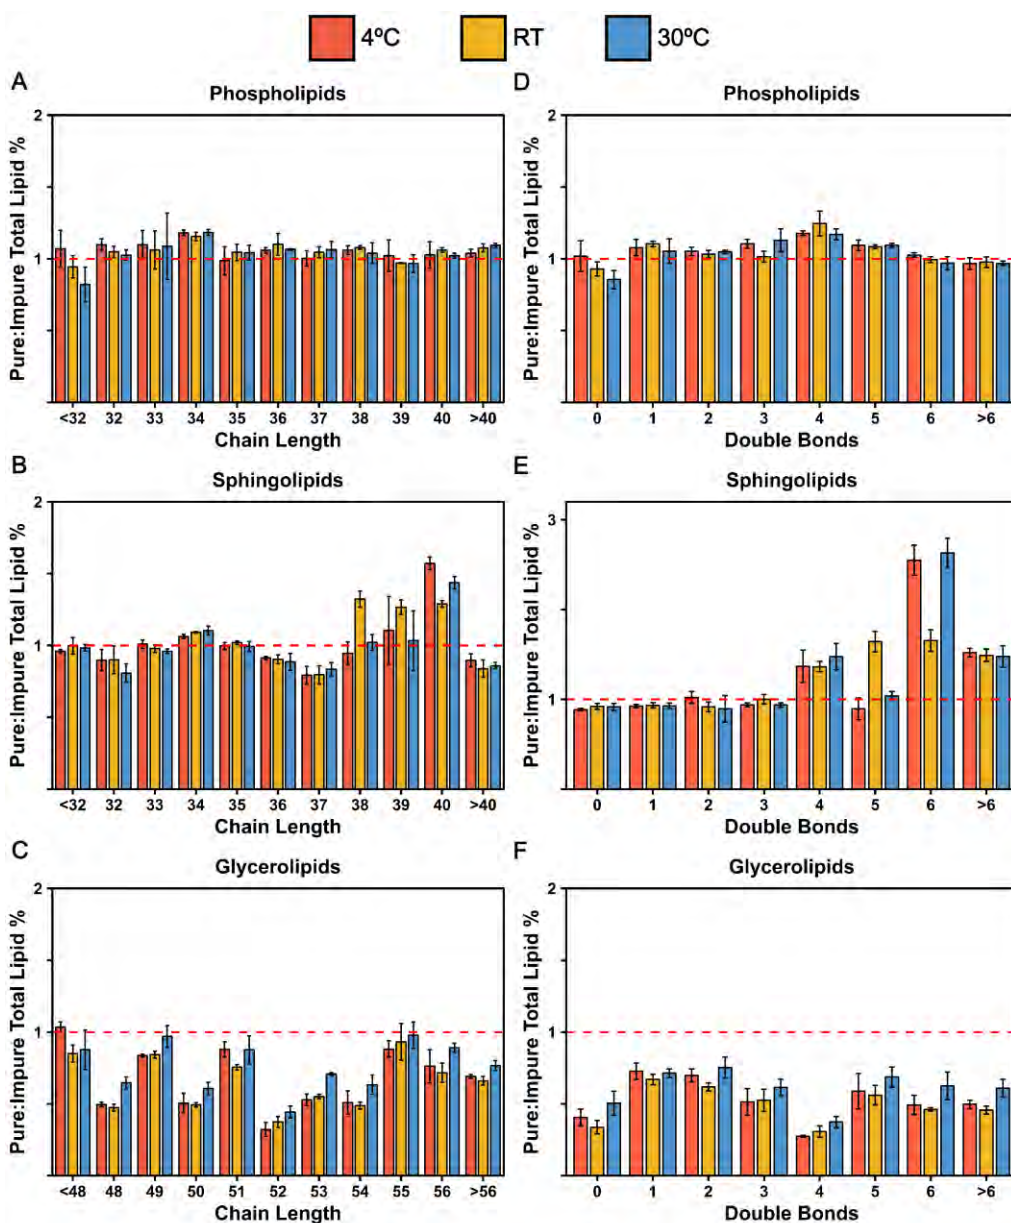 4ºC RT 30ºC
A
Phospholipids
Pure:Impure Total Lipid %
2
1
<32 32 33 34 35 36 37 38 39 40 >40
Chain Length
D
Phospholipids
Pure:Impure Total Lipid %
2
1
0 1 2 3 4 5 6 >6
Double Bonds
B
Sphingolipids
Pure:Impure Total Lipid %
2
1
<32 32 33 34 35 36 37 38 39 40 >40
Chain Length
E
Sphingolipids
Pure:Impure Total Lipid %
3
1
0 1 2 3 4 5 6 >6
Double Bonds
C
Glycerolipids
Pure:Impure Total Lipid %
2
1
<48 48 49 50 51 52 53 54 55 56 >56
Chain Length
F
Glycerolipids
Pure:Impure Total Lipid %
2
1
0 1 2 3 4 5 6 >6
Double Bonds